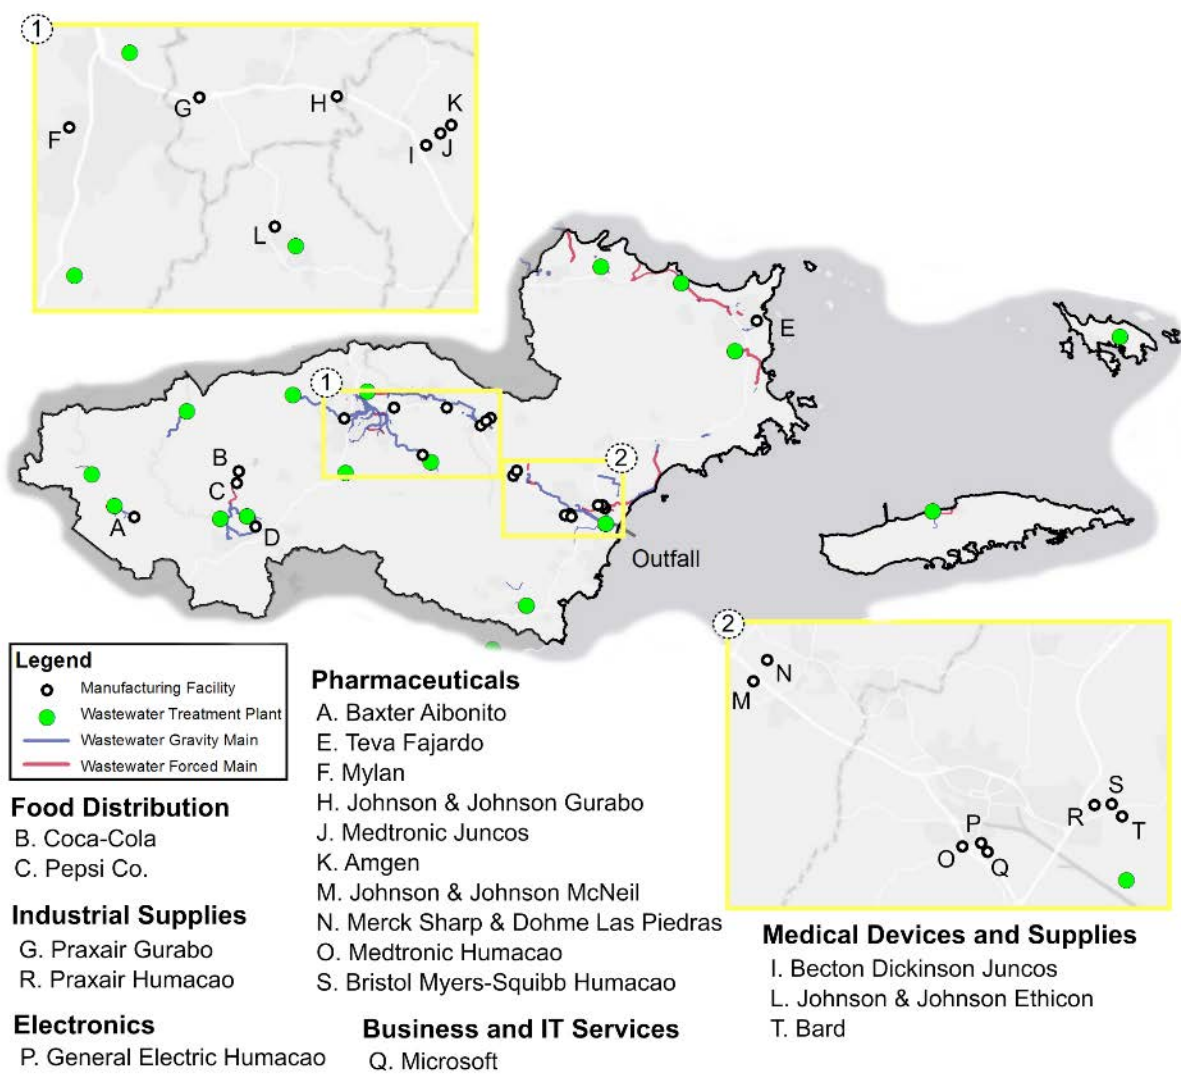 1
F
G
H
K
J
I
L
E
1
2
B
C
A
D
Outfall
2
N
M
S
R
T
P
O
Q
Legend
Manufacturing Facility
Wastewater Treatment Plant
Wastewater Gravity Main
Wastewater Forced Main
Food Distribution
B. Coca-Cola
C. Pepsi Co.
Industrial Supplies
G. Praxair Gurabo
R. Praxair Humacao
Electronics
P. General Electric Humacao
Pharmaceuticals
A. Baxter Aibonito
E. Teva Fajardo
F. Mylan
H. Johnson & Johnson Gurabo
J. Medtronic Juncos
K. Amgen
M. Johnson & Johnson McNeil
N. Merck Sharp & Dohme Las Piedras
O. Medtronic Humacao
S. Bristol Myers-Squibb Humacao
Business and IT Services
Q. Microsoft
Medical Devices and Supplies
I. Becton Dickinson Juncos
L. Johnson & Johnson Ethicon
T. Bard